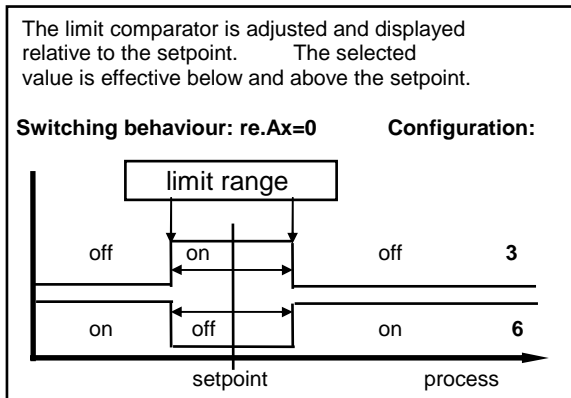 The limit comparator is adjusted and displayed
relative to the setpoint. The selected
value is effective below and above the setpoint.
Switching behaviour: re.Ax=0 Configuration:
limit range
off on off 3
on off on 6
setpoint process